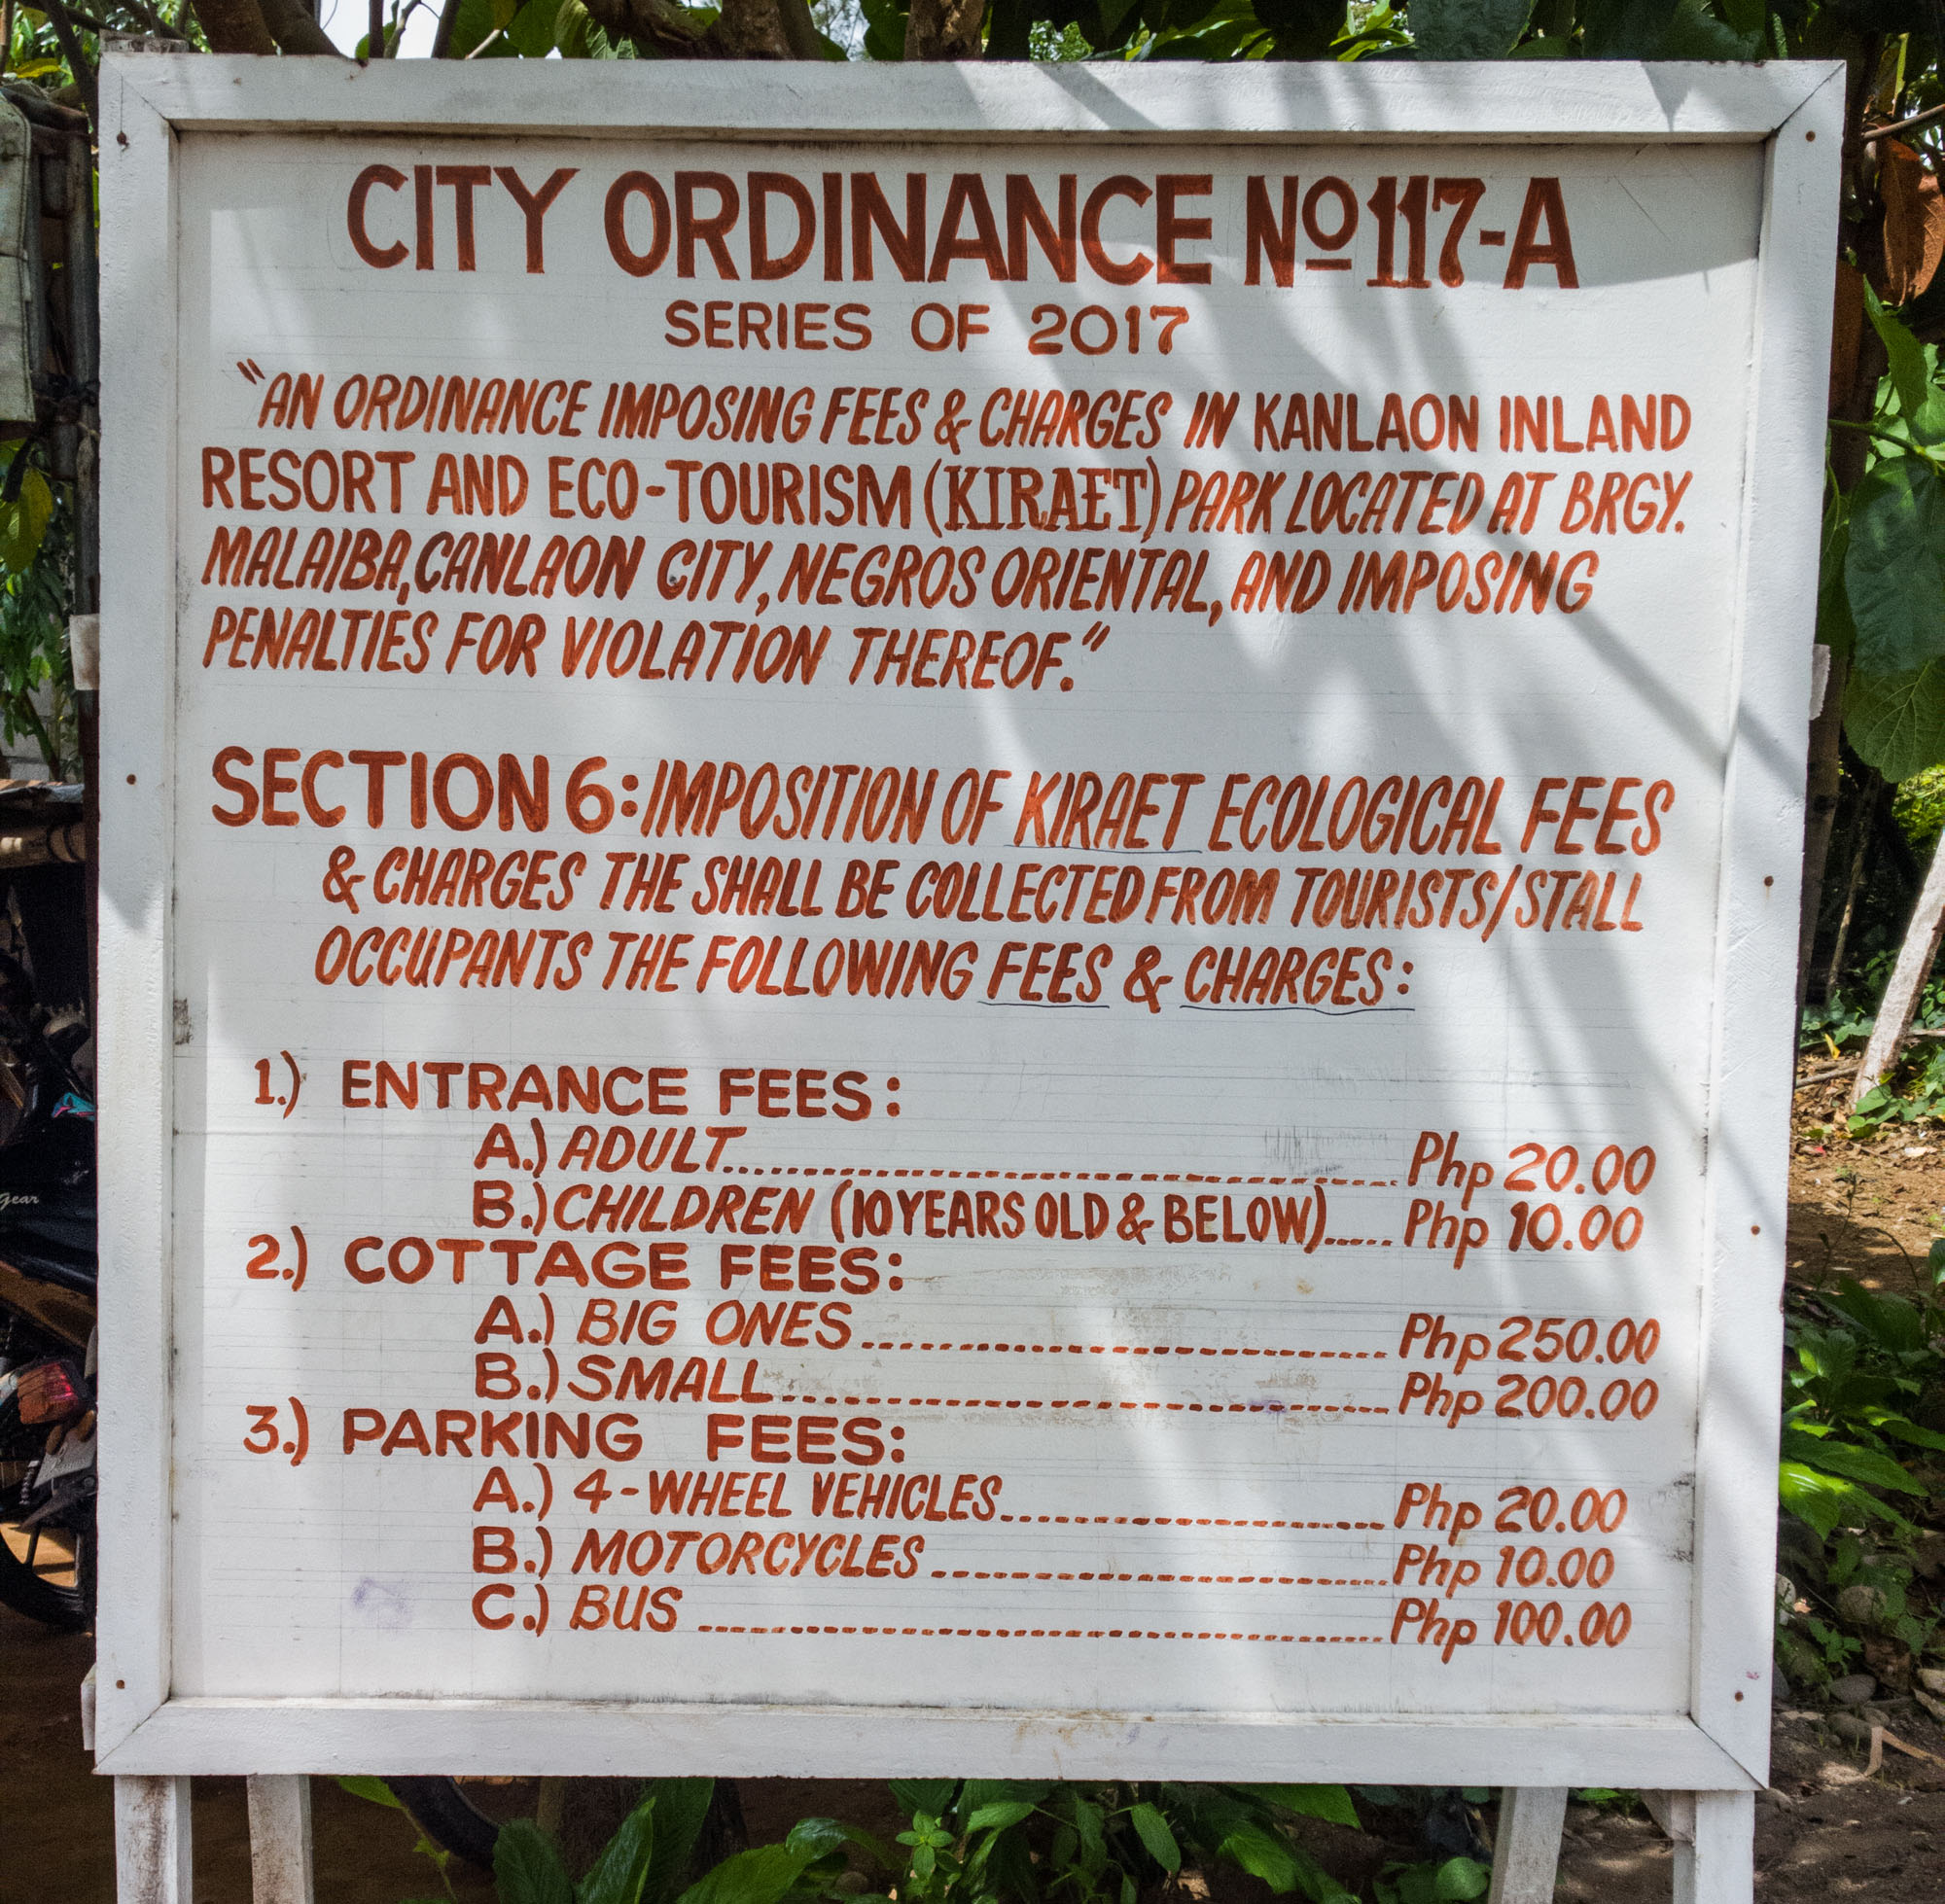 CITY ORDINANCE Nº 117-A
SERIES OF 2017
"AN ORDINANCE IMPOSING FEES & CHARGES IN KANLAON INLAND
RESORT AND ECO-TOURISM (KIRAET) PARK LOCATED AT BRGY.
MALAIBA, CANLAON CITY, NEGROS ORIENTAL, AND IMPOSING
PENALTIES FOR VIOLATION THEREOF."
SECTION 6: IMPOSITION OF KIRAET ECOLOGICAL FEES
& CHARGES THE SHALL BE COLLECTED FROM TOURISTS/STALL
OCCUPANTS THE FOLLOWING FEES & CHARGES:
1.) ENTRANCE FEES:
A.) ADULT.......... Php 20.00
B.) CHILDREN (10 YEARS OLD & BELOW)...... Php 10.00
2.) COTTAGE FEES:
A.) BIG ONES.......... Php 250.00
B.) SMALL.......... Php 200.00
3.) PARKING FEES:
A.) 4-WHEEL VEHICLES.......... Php 20.00
B.) MOTORCYCLES.......... Php 10.00
C.) BUS .......... Php 100.00
Gear